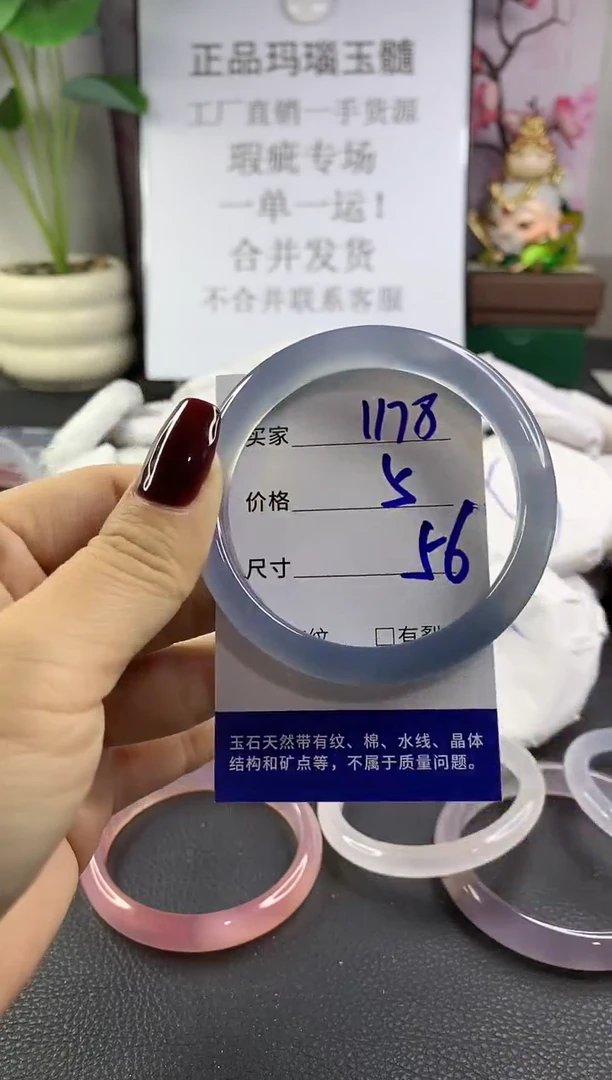 正品玛瑙玉髓
工厂直销一手货源
瑕疵专场
一单一运!
合并发货
不合并联系客服
买家 1178
价格 5
尺寸 56
纹 □有裂
玉石天然带有纹、棉、水线、晶体
结构和矿点等，不属于质量问题。